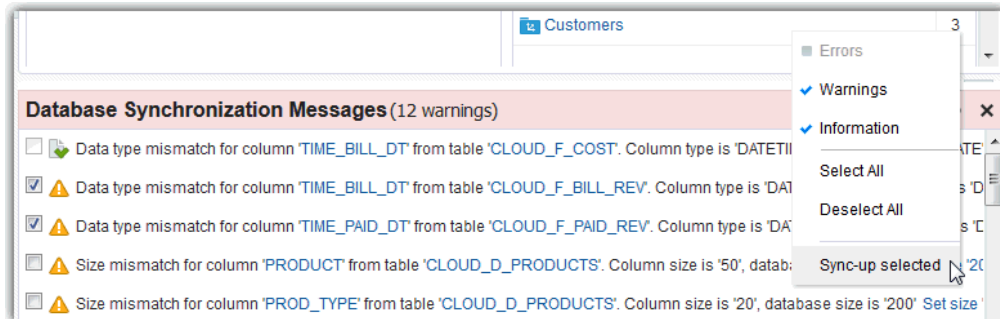 Customers 3
Errors
Warnings
Information
Select All
Deselect All
Sync-up selected
Database Synchronization Messages (12 warnings)
Data type mismatch for column 'TIME_BILL_DT' from table 'CLOUD_F_COST'. Column type is
Data type mismatch for column 'TIME_BILL_DT' from table 'CLOUD_F_BILL_REV'. Column type is
Data type mismatch for column 'TIME_PAID_DT' from table 'CLOUD_F_PAID_REV'. Column type is
Size mismatch for column 'PRODUCT' from table 'CLOUD_D_PRODUCTS'. Column size is '50',
Size mismatch for column 'PROD_TYPE' from table 'CLOUD_D_PRODUCTS'. Column size is '20', database size is '200' Set size